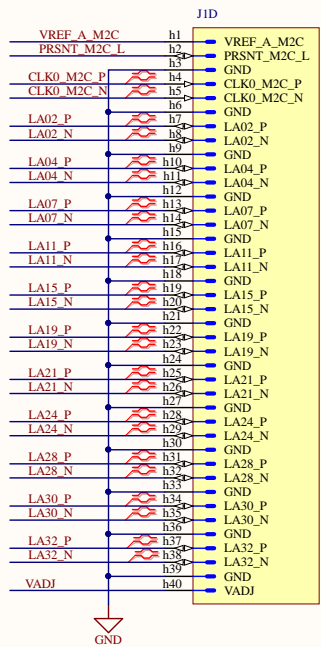 J1D
VREF_A_M2C h1 VREF_A_M2C
PRSNT_M2C_L h2 PRSNT_M2C_L
h3 GND
CLK0_M2C_P h4 CLK0_M2C_P
CLK0_M2C_N h5 CLK0_M2C_N
h6 GND
LA02_P h7 LA02_P
LA02_N h8 LA02_N
h9 GND
LA04_P h10 LA04_P
LA04_N h11 LA04_N
h12 GND
LA07_P h13 LA07_P
LA07_N h14 LA07_N
h15 GND
LA11_P h16 LA11_P
LA11_N h17 LA11_N
h18 GND
LA15_P h19 LA15_P
LA15_N h20 LA15_N
h21 GND
LA19_P h22 LA19_P
LA19_N h23 LA19_N
h24 GND
LA21_P h25 LA21_P
LA21_N h26 LA21_N
h27 GND
LA24_P h28 LA24_P
LA24_N h29 LA24_N
h30 GND
LA28_P h31 LA28_P
LA28_N h32 LA28_N
h33 GND
LA30_P h34 LA30_P
LA30_N h35 LA30_N
h36 GND
LA32_P h37 LA32_P
LA32_N h38 LA32_N
h39 GND
VADJ h40 VADJ
GND